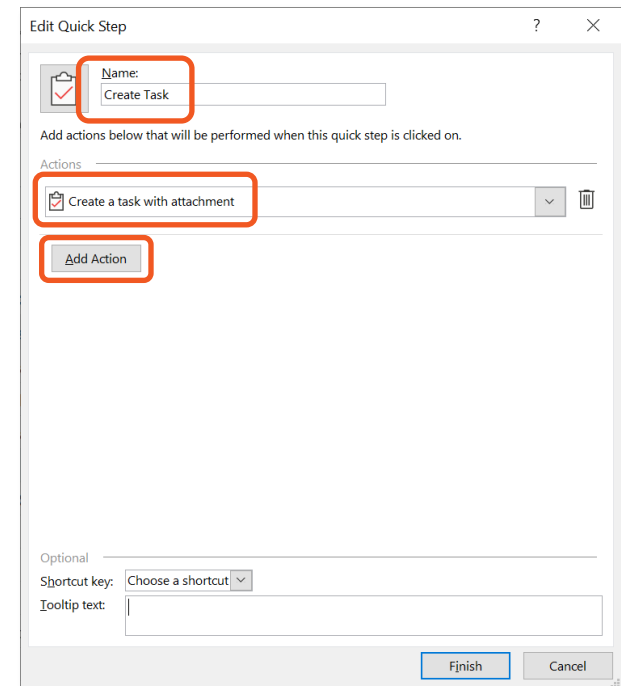 Edit Quick Step
?
Name:
Create Task
Add actions below that will be performed when this quick step is clicked on.
Actions
Create a task with attachment
Add Action
Optional
Shortcut key: Choose a shortcut
Tooltip text:
Finish Cancel